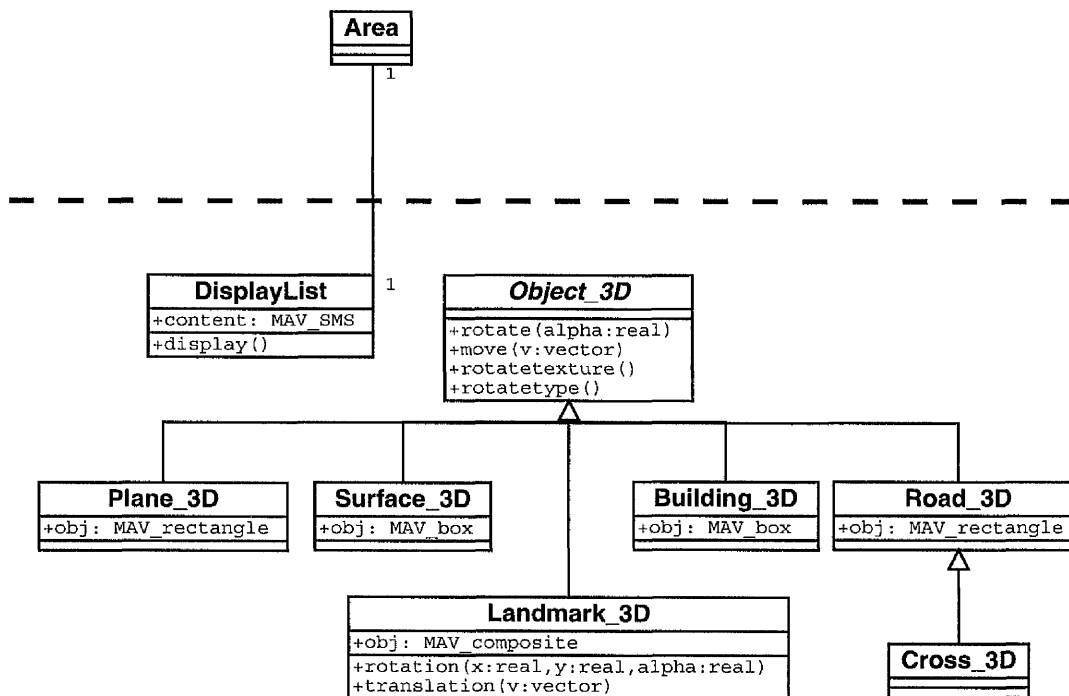 Area
1
1
DisplayList
+content: MAV_SMS
+display()
Object_3D
+rotate(alpha:real)
+move(v:vector)
+rotatetexture()
+rotatetype()
Plane_3D
+obj: MAV_rectangle
Surface_3D
+obj: MAV_box
Building_3D
+obj: MAV_box
Road_3D
+obj: MAV_rectangle
Landmark_3D
+obj: MAV_composite
+rotation(x:real,y:real,alpha:real)
+translation(v:vector)
Cross_3D